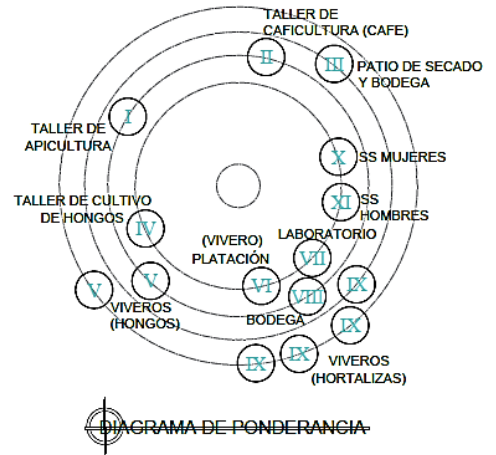 TALLER DE
CAFICULTURA (CAFE)
II
III
PATIO DE SECADO
Y BODEGA
I
TALLER DE
APICULTURA
X
SS MUJERES
TALLER DE CULTIVO
DE HONGOS
IV
XI
SS
HOMBRES
(VIVERO)
PLATACIÓN
LABORATORIO
VII
V
V
VIVEROS
(HONGOS)
VI
VIII
BODEGA
IX
IX
IX
IX
VIVEROS
(HORTALIZAS)
DIAGRAMA DE PONDERANCIA